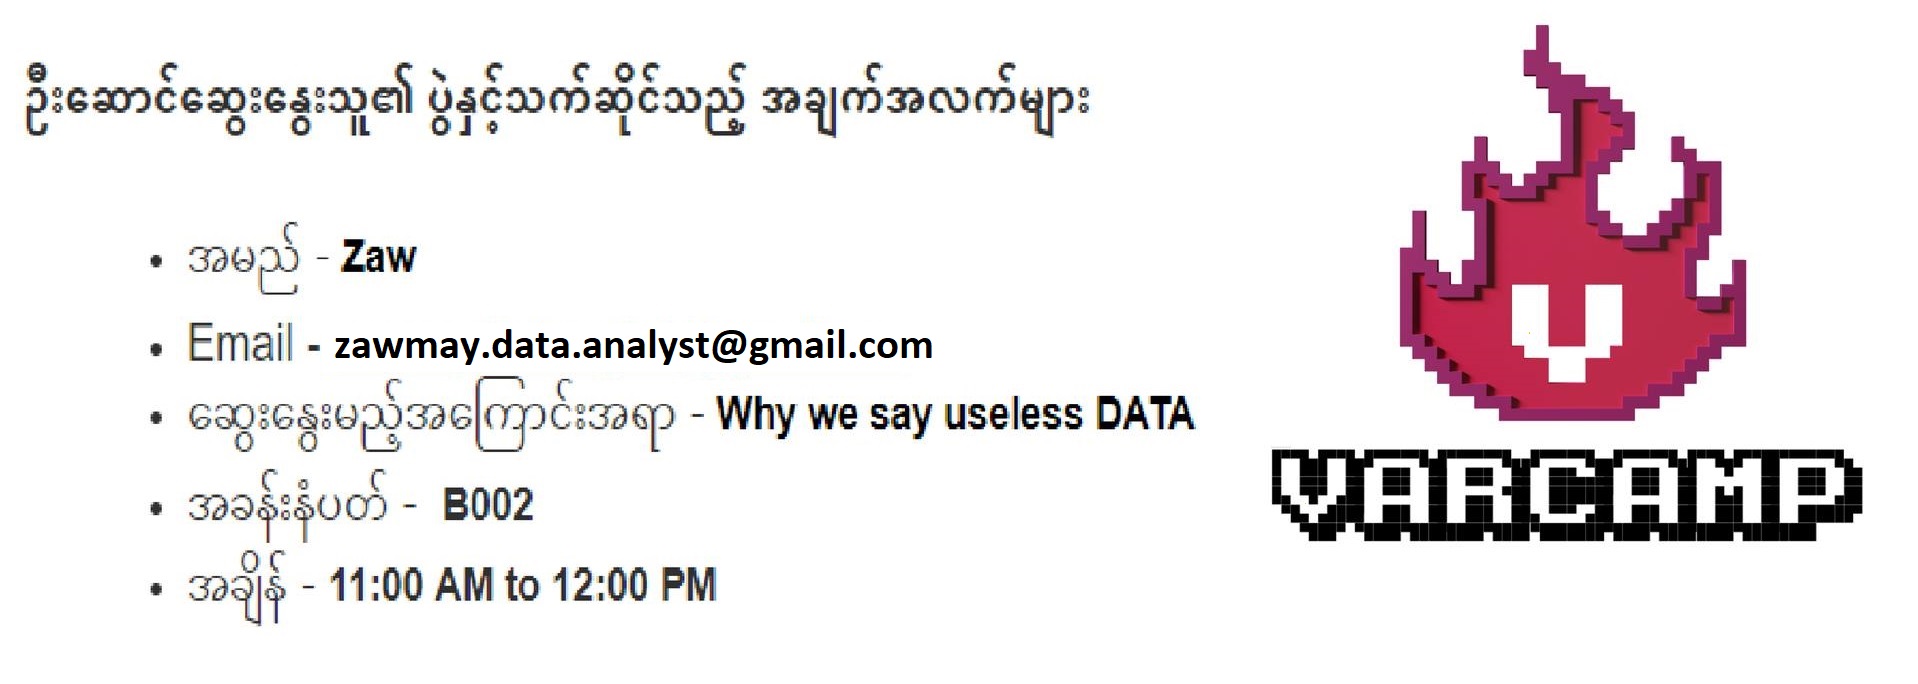 ဦးဆောင်ဆွေးနွေးသူ၏ ပွဲနှင့်သက်ဆိုင်သည့် အချက်အလက်များ
• အမည် - Zaw
• Email - zawmay.data.analyst@gmail.com
• ဆွေးနွေးမည့်အကြောင်းအရာ - Why we say useless DATA
• အခန်းနံပတ် - B002
• အချိန် - 11:00 AM to 12:00 PM
VARCAMP